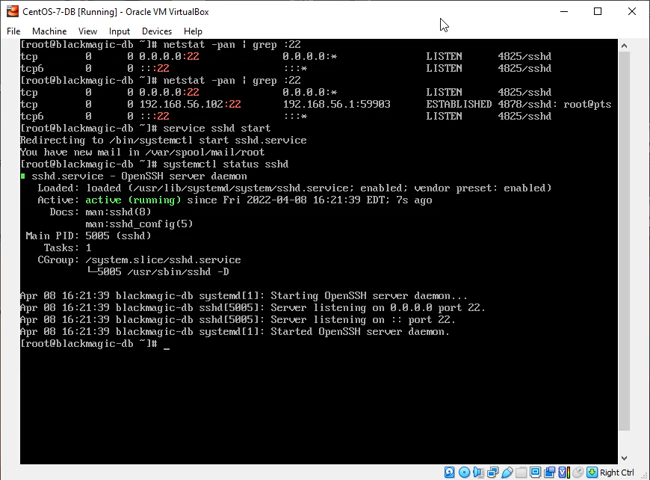 CentOS-7-DB [Running] - Oracle VM VirtualBox
File Machine View Input Devices Help
[root@blackmagic-db ~]# netstat -pan | grep :22
tcp 0 0 0.0.0.0:22 0.0.0.0:* LISTEN 4825/sshd
tcp6 0 0 :::22 :::* LISTEN 4825/sshd
[root@blackmagic-db ~]# netstat -pan | grep :22
tcp 0 0 0.0.0.0:22 0.0.0.0:* LISTEN 4825/sshd
tcp 0 0 192.168.56.102:22 192.168.56.1:59903 ESTABLISHED 4878/sshd: root@pts
tcp6 0 0 :::22 :::* LISTEN 4825/sshd
[root@blackmagic-db ~]# service sshd start
Redirecting to /bin/systemctl start sshd.service
You have new mail in /var/spool/mail/root
[root@blackmagic-db ~]# systemctl status sshd
sshd.service - OpenSSH server daemon
Loaded: loaded (/usr/lib/systemd/system/sshd.service; enabled; vendor preset: enabled)
Active: active (running) since Fri 2022-04-08 16:21:39 EDT; 7s ago
Docs: man:sshd(8)
man:sshd_config(5)
Main PID: 5005 (sshd)
Tasks: 1
CGroup: /system.slice/sshd.service
└─5005 /usr/sbin/sshd -D
Apr 08 16:21:39 blackmagic-db systemd[1]: Starting OpenSSH server daemon...
Apr 08 16:21:39 blackmagic-db sshd[5005]: Server listening on 0.0.0.0 port 22.
Apr 08 16:21:39 blackmagic-db sshd[5005]: Server listening on :: port 22.
Apr 08 16:21:39 blackmagic-db systemd[1]: Started OpenSSH server daemon.
[root@blackmagic-db ~]# _
Right Ctrl